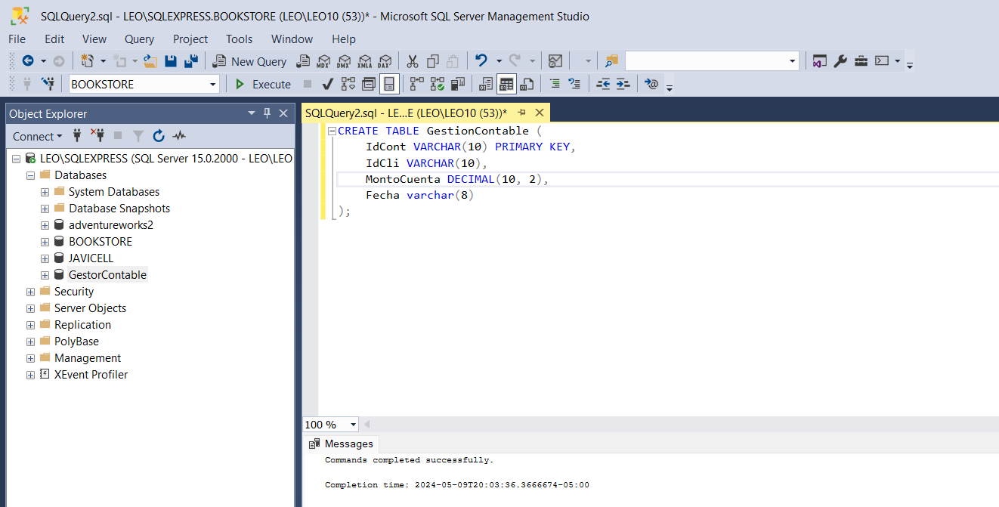 SQLQuery2.sql - LEO\SQLEXPRESS.BOOKSTORE (LEO\LEO10 (53))* - Microsoft SQL Server Management Studio
File Edit View Query Project Tools Window Help
New Query MDX DMX XMLA DAX
BOOKSTORE Execute
Object Explorer
Connect
LEO\SQLEXPRESS (SQL Server 15.0.2000 - LEO\LEO
Databases
System Databases
Database Snapshots
adventureworks2
BOOKSTORE
JAVICELL
GestorContable
Security
Server Objects
Replication
PolyBase
Management
XEvent Profiler
SQLQuery2.sql - LE...E (LEO\LEO10 (53))*
CREATE TABLE GestionContable (
IdCont VARCHAR(10) PRIMARY KEY,
IdCli VARCHAR(10),
MontoCuenta DECIMAL(10, 2),
Fecha varchar(8)
);
100 %
Messages
Commands completed successfully.
Completion time: 2024-05-09T20:03:36.3666674-05:00